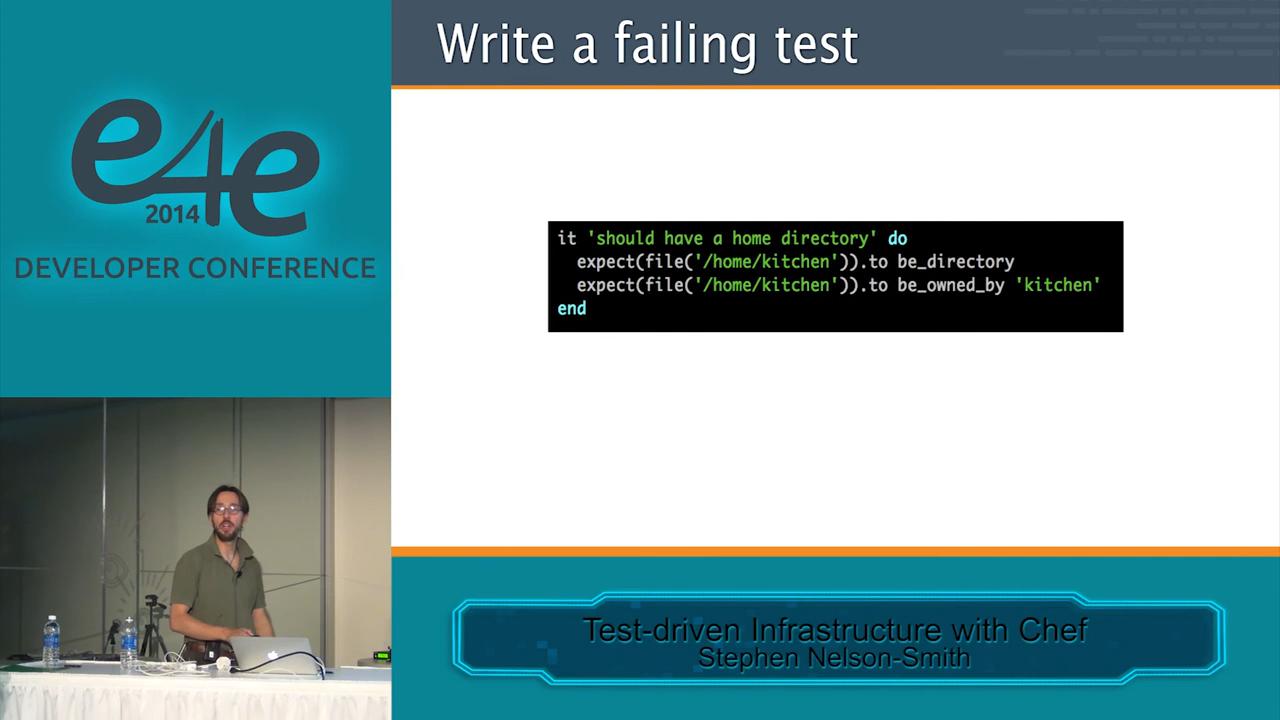 e4e
2014
DEVELOPER CONFERENCE
Write a failing test
it 'should have a home directory' do
  expect(file('/home/kitchen')).to be_directory
  expect(file('/home/kitchen')).to be_owned_by 'kitchen'
end
Test-driven Infrastructure with Chef
Stephen Nelson-Smith